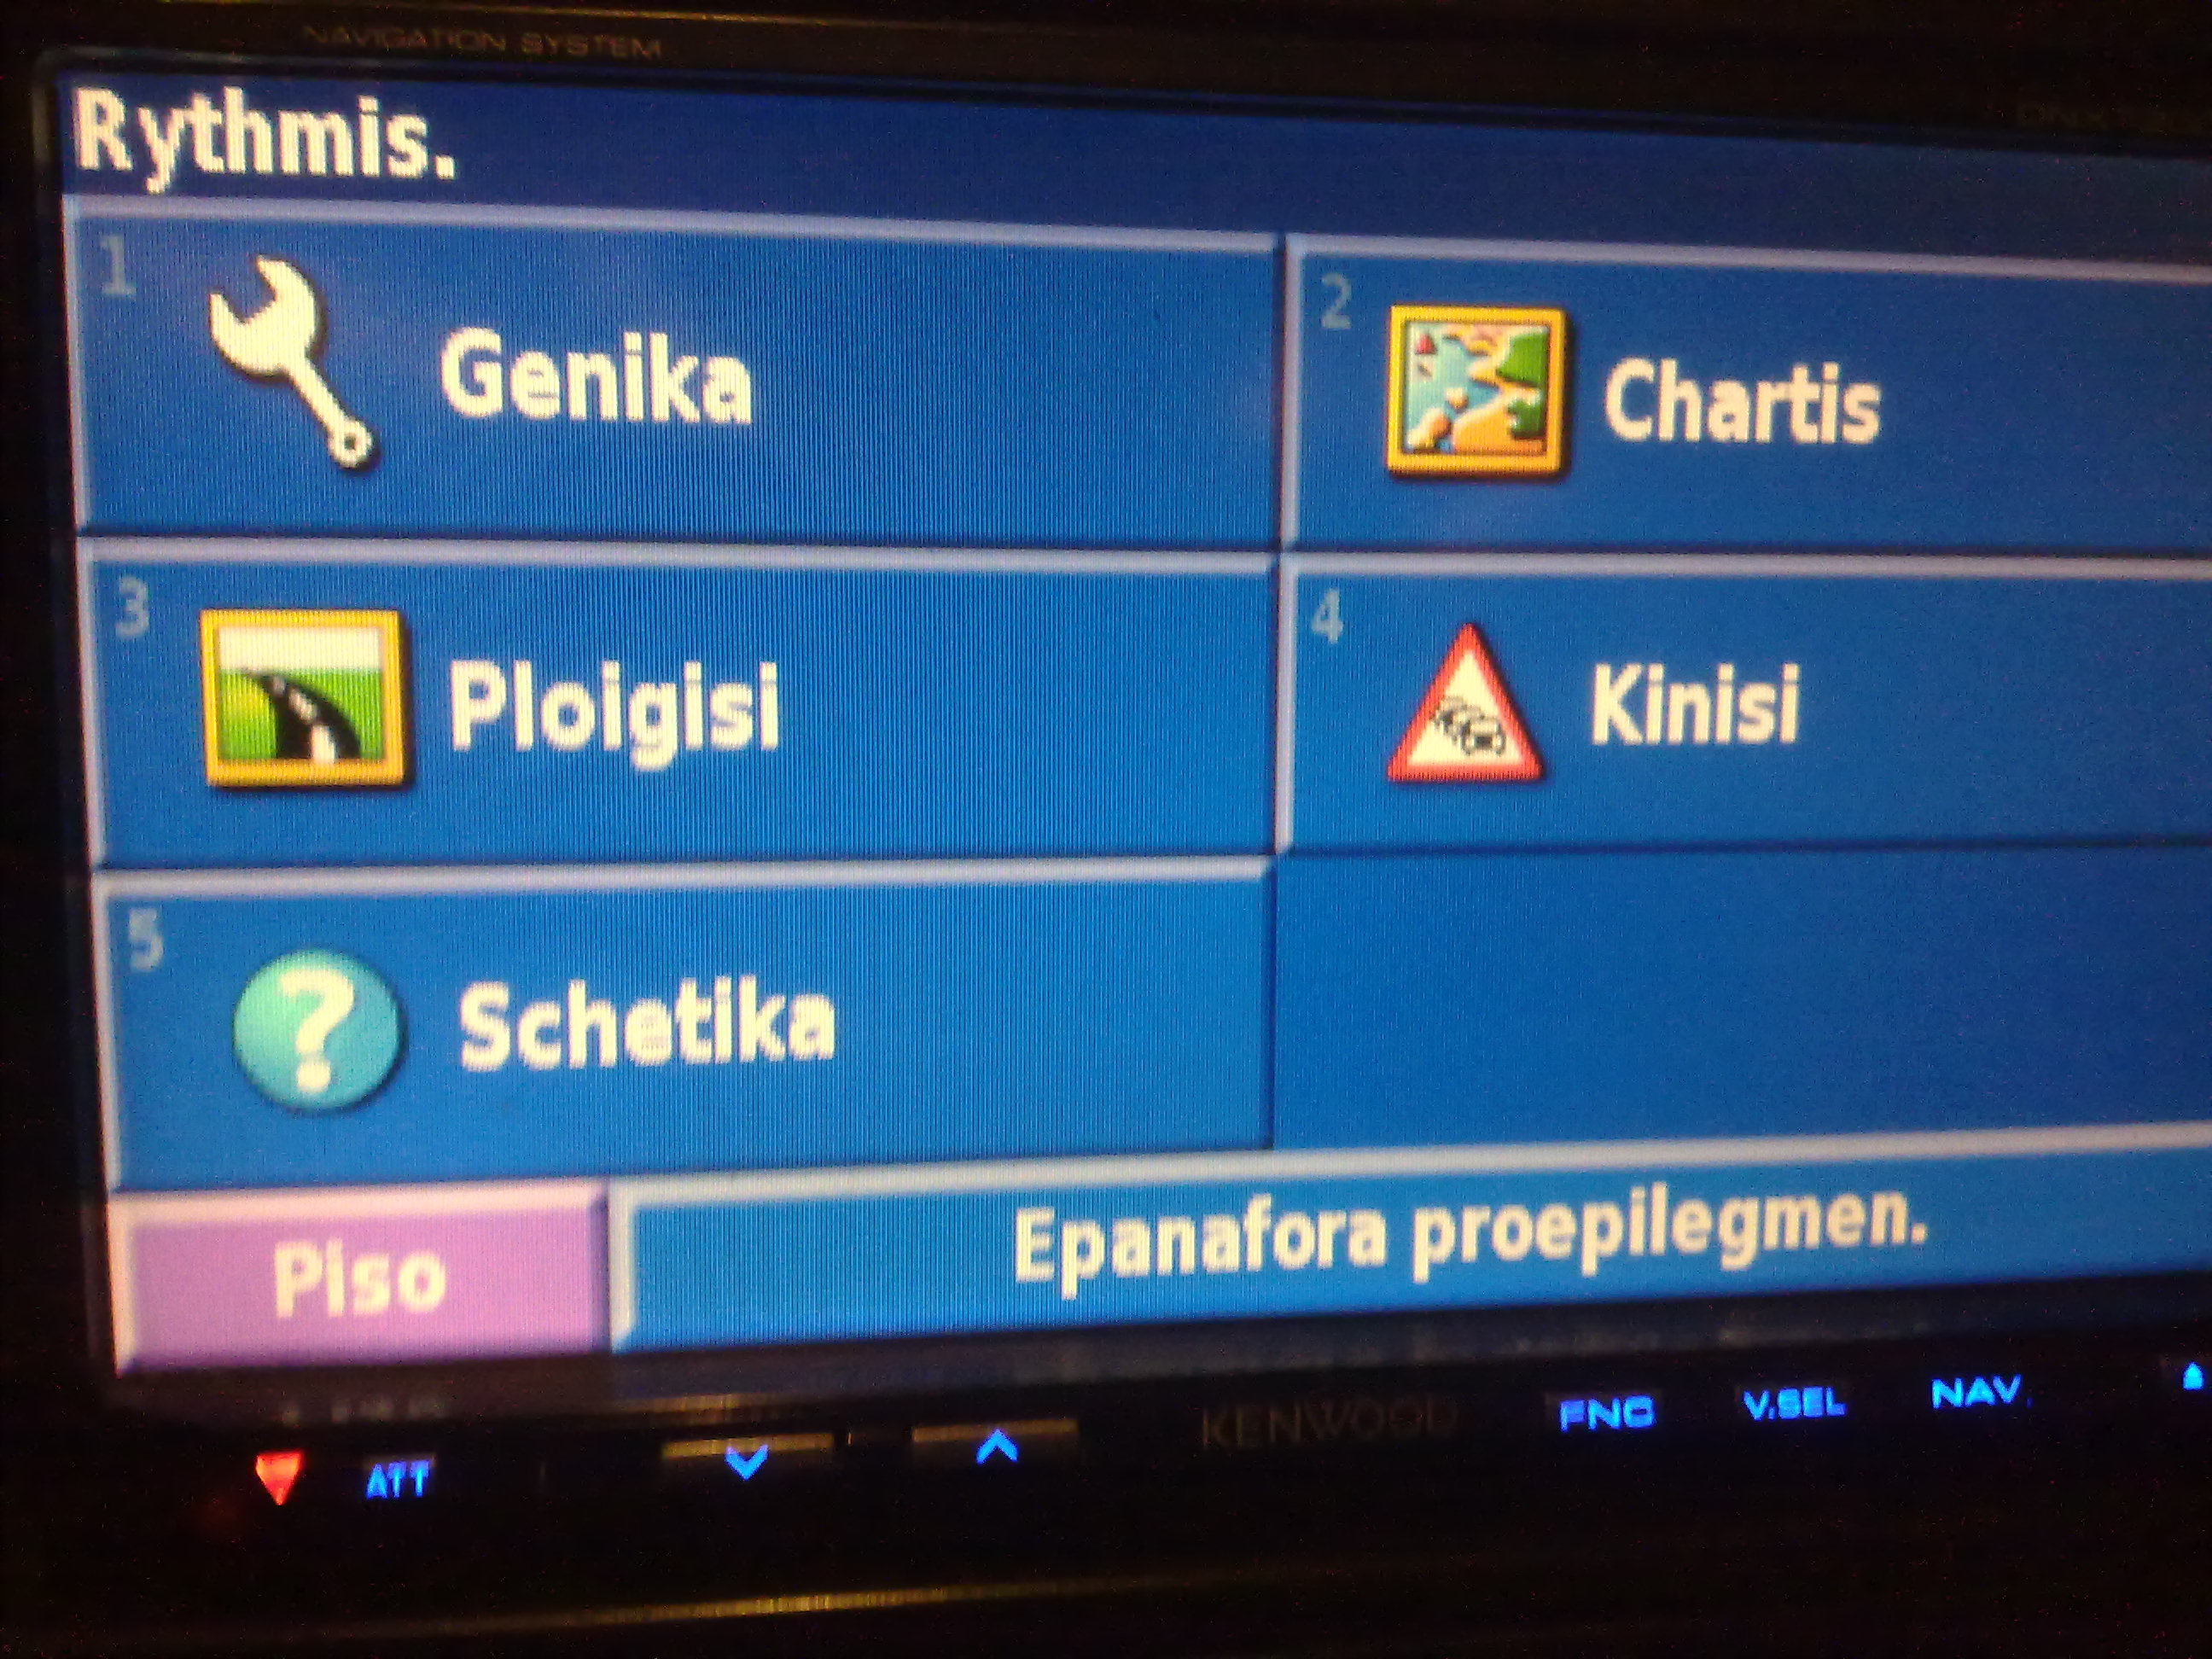 NAVIGATION SYSTEM
Rythmis.
1 Genika
2 Chartis
3 Ploigisi
4 Kinisi
5 Schetika
Piso
Epanafora proepilegmen.
KENWOOD
FNC
V.SEL
NAV
ATT